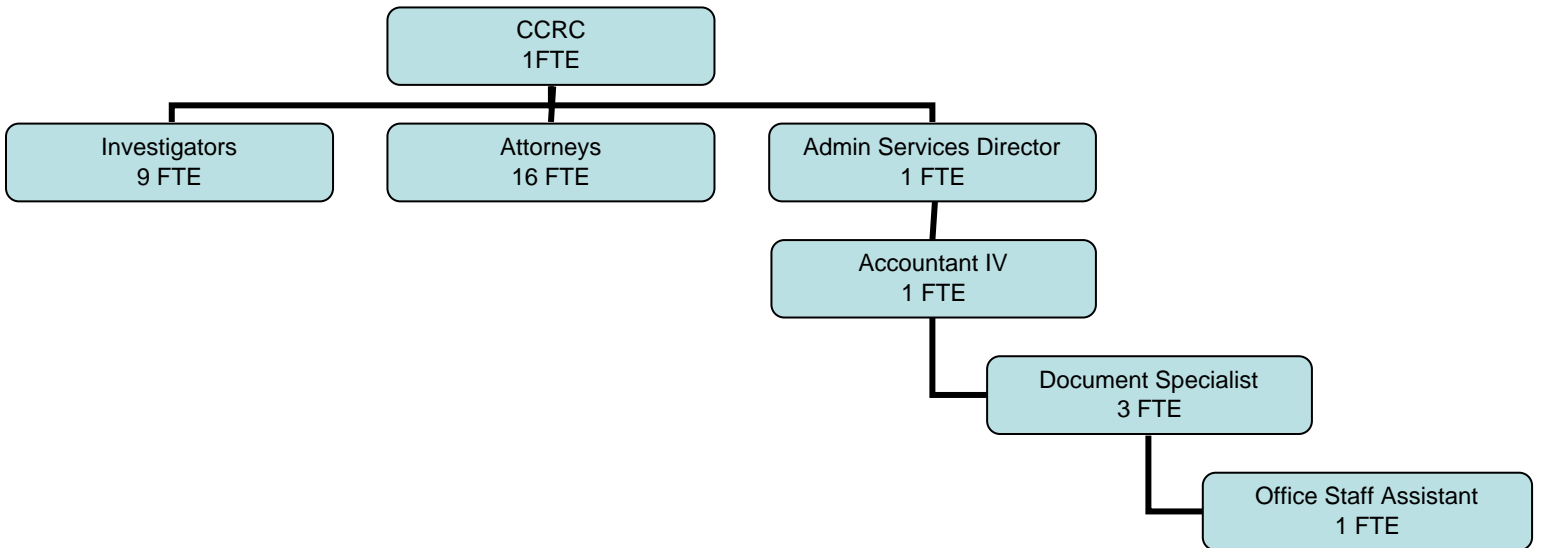 CCRC
1FTE
Investigators
9 FTE
Attorneys
16 FTE
Admin Services Director
1 FTE
Accountant IV
1 FTE
Document Specialist
3 FTE
Office Staff Assistant
1 FTE